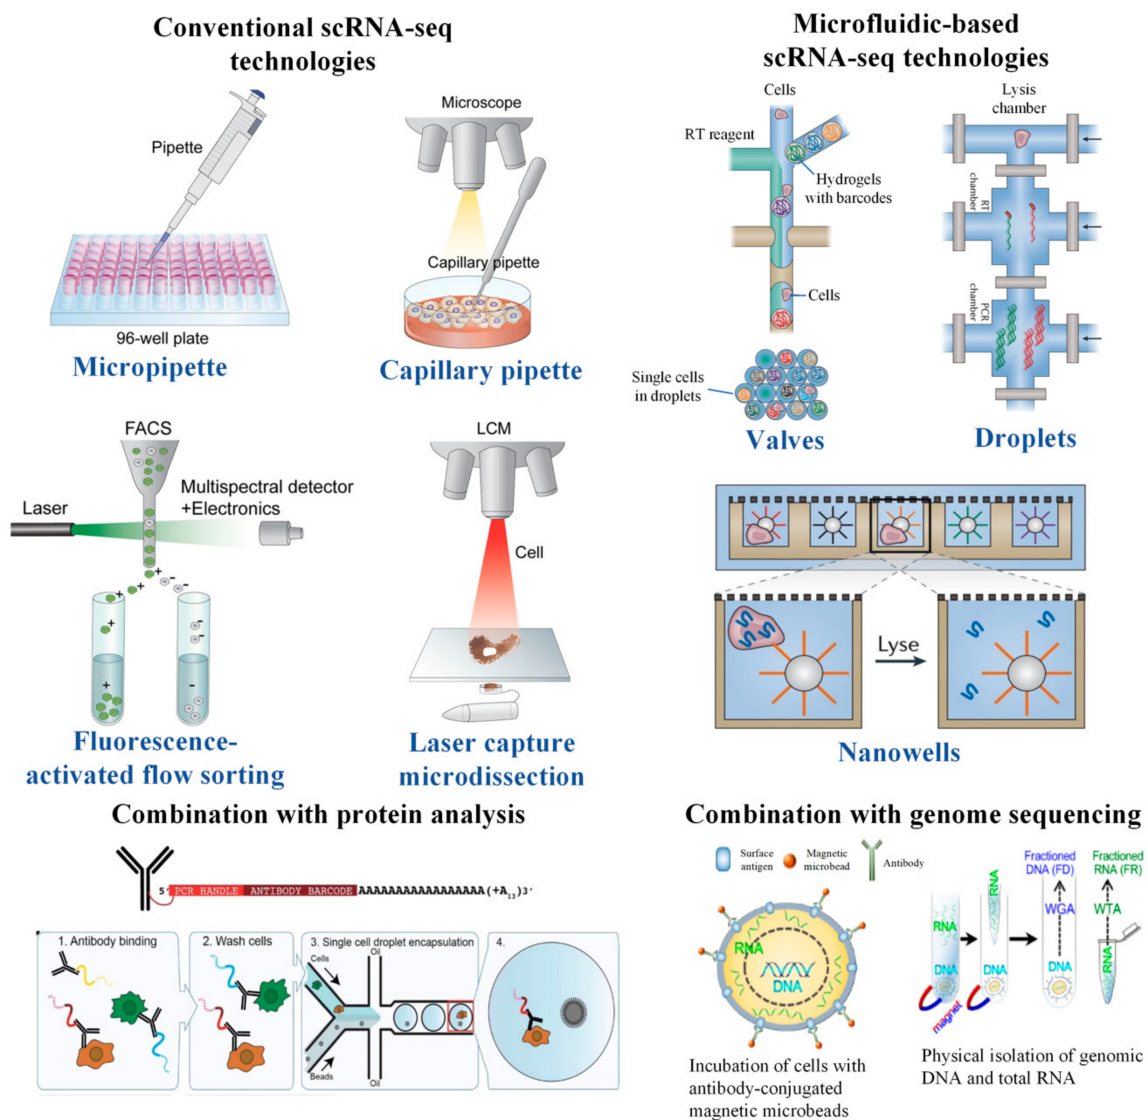 Conventional scRNA-seq
technologies
Pipette
96-well plate
Micropipette
Microscope
Capillary pipette
Capillary pipette
FACS
Laser
Multispectral detector
+Electronics
+
+
-
-
+
-
-
+
-
Fluorescence-
activated flow sorting
LCM
Cell
Laser capture
microdissection
Microfluidic-based
scRNA-seq technologies
Cells
RT reagent
Hydrogels
with barcodes
Cells
Single cells
in droplets
Valves
Lysis
chamber
RT
chamber
PCR
chamber
Droplets
Lyse
Nanowells
Combination with protein analysis
5′ PCR HANDLE ANTIBODY BARCODE AAAAAAAAAAAAAAAAA(+A13)3′
1. Antibody binding
2. Wash cells
3. Single cell droplet encapsulation
Cells
Oil
Beads
Oil
4.
Combination with genome sequencing
Surface
antigen
Magnetic
microbead
Antibody
RNA
DNA
Incubation of cells with
antibody-conjugated
magnetic microbeads
Fractioned
DNA (FD)
Fractioned
RNA (FR)
RNA
RNA
WGA
WTA
DNA
DNA
DNA
RNA
magnet
Physical isolation of genomic
DNA and total RNA